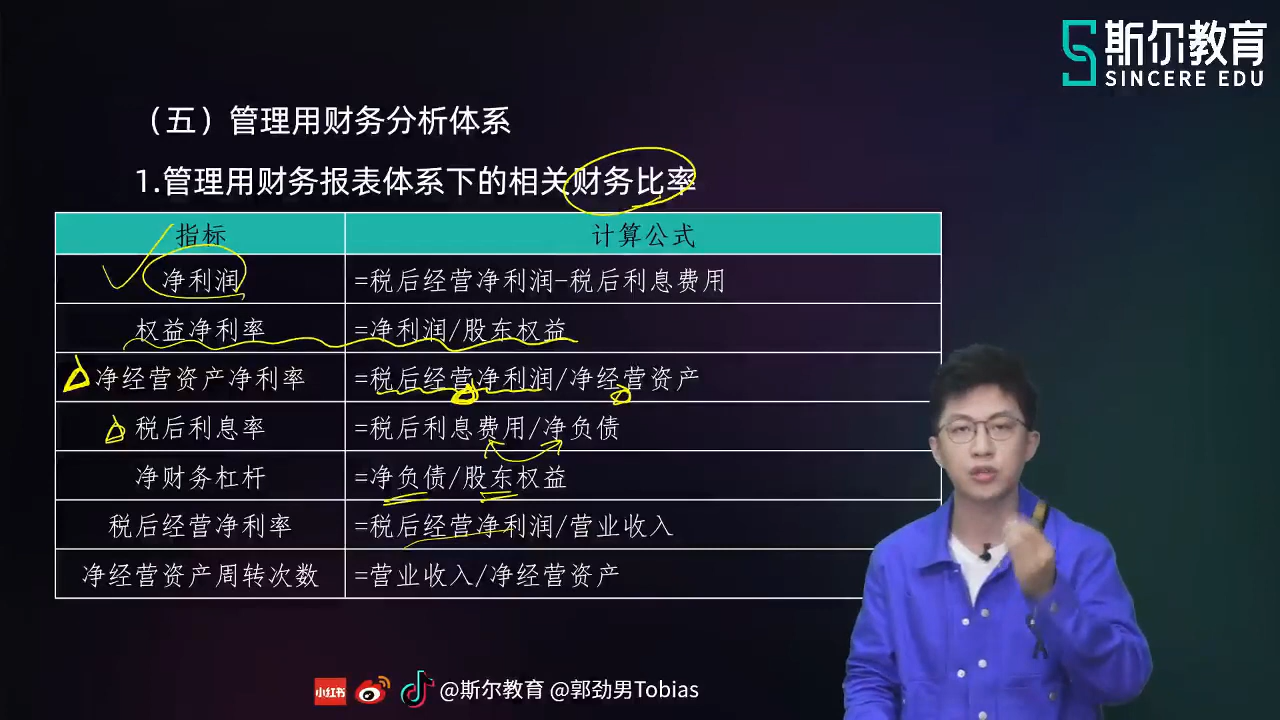 斯尔教育
SINCERE EDU
（五）管理用财务分析体系
1.管理用财务报表体系下的相关财务比率
指标 计算公式
净利润 =税后经营净利润-税后利息费用
权益净利率 =净利润/股东权益
净经营资产净利率 =税后经营净利润/净经营资产
税后利息率 =税后利息费用/净负债
净财务杠杆 =净负债/股东权益
税后经营净利率 =税后经营净利润/营业收入
净经营资产周转次数 =营业收入/净经营资产
小红书 @斯尔教育 @郭劲男Tobias